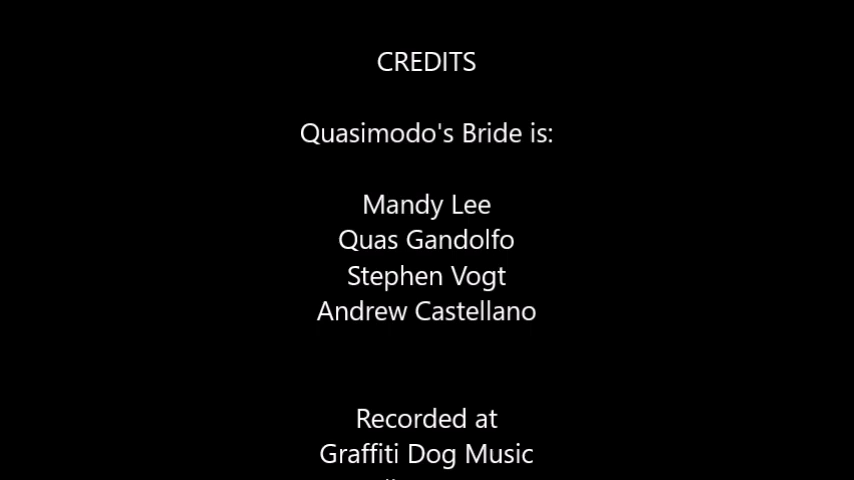 CREDITS
Quasimodo's Bride is:
Mandy Lee
Quas Gandolfo
Stephen Vogt
Andrew Castellano
Recorded at
Graffiti Dog Music